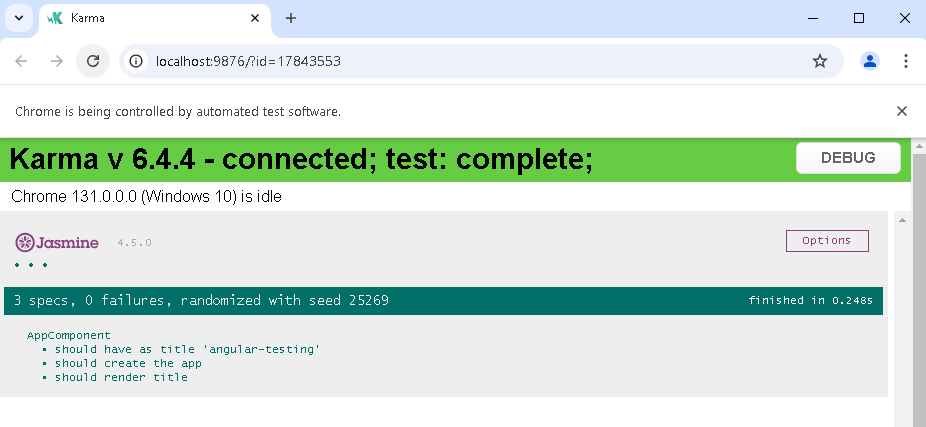 Karma
localhost:9876/?id=17843553
Chrome is being controlled by automated test software.
Karma v 6.4.4 - connected; test: complete;
DEBUG
Chrome 131.0.0.0 (Windows 10) is idle
Jasmine 4.5.0
Options
• • •
3 specs, 0 failures, randomized with seed 25269
finished in 0.248s
AppComponent
• should have as title 'angular-testing'
• should create the app
• should render title